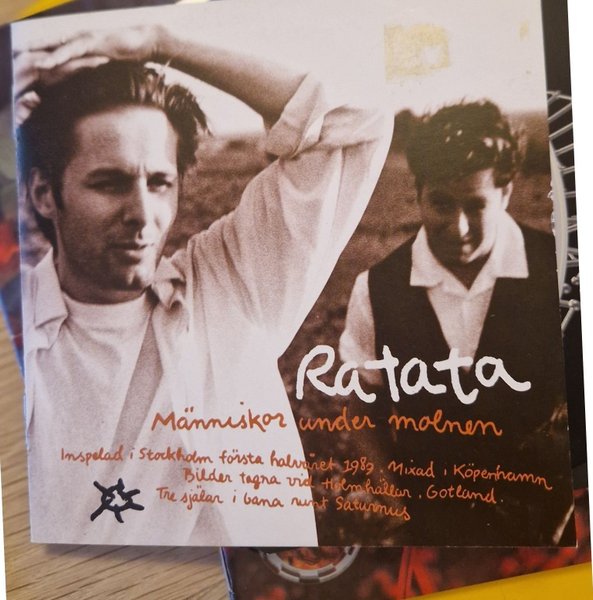 Ratata
Människor under molnen
Inspelad i Stockholm första halvåret 1989. Mixad i Köpenhamn
Bilder tagna vid Holmhällar, Gotland.
Tre själar i bana runt Saturnus